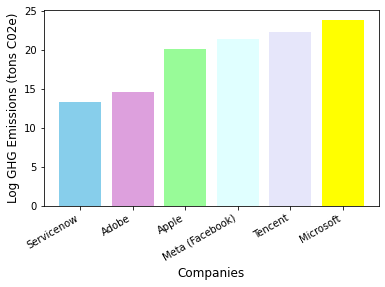 Log GHG Emissions (tons C02e)
25
20
15
10
5
0
Servicenow
Adobe
Apple
Meta (Facebook)
Tencent
Microsoft
Companies